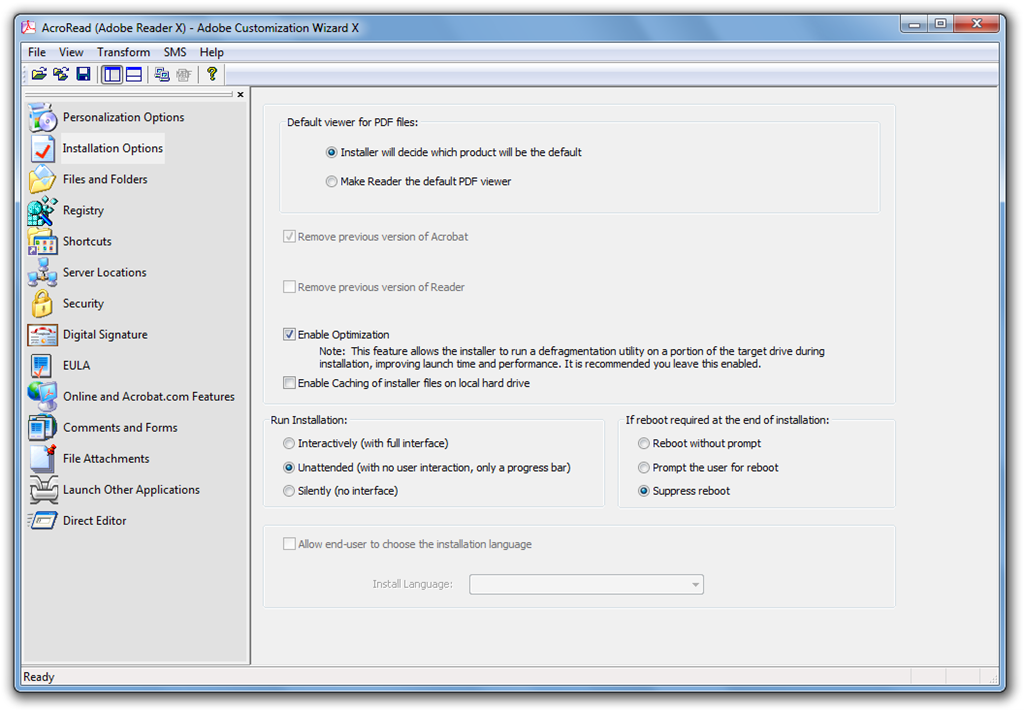 AcroRead (Adobe Reader X) - Adobe Customization Wizard X
File View Transform SMS Help
Personalization Options
Installation Options
Files and Folders
Registry
Shortcuts
Server Locations
Security
Digital Signature
EULA
Online and Acrobat.com Features
Comments and Forms
File Attachments
Launch Other Applications
Direct Editor
Default viewer for PDF files:
Installer will decide which product will be the default
Make Reader the default PDF viewer
Remove previous version of Acrobat
Remove previous version of Reader
Enable Optimization
Note: This feature allows the installer to run a defragmentation utility on a portion of the target drive during
installation, improving launch time and performance. It is recommended you leave this enabled.
Enable Caching of installer files on local hard drive
Run Installation:
Interactively (with full interface)
Unattended (with no user interaction, only a progress bar)
Silently (no interface)
If reboot required at the end of installation:
Reboot without prompt
Prompt the user for reboot
Suppress reboot
Allow end-user to choose the installation language
Install Language:
Ready